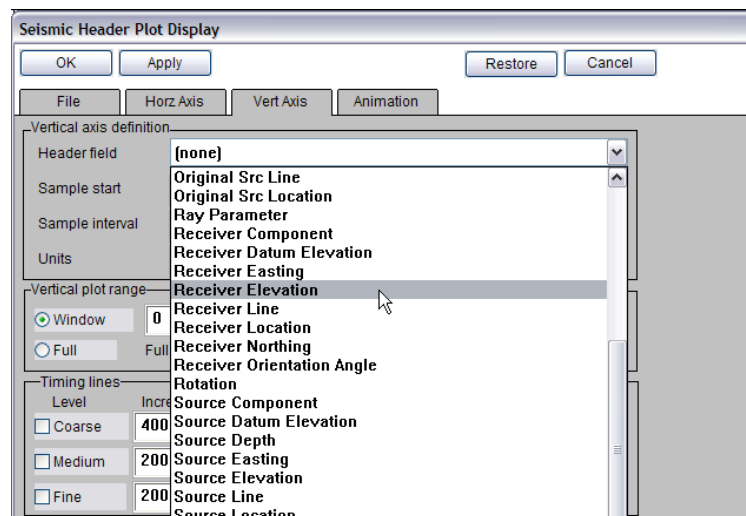 Seismic Header Plot Display
OK Apply Restore Cancel
File Horz Axis Vert Axis Animation
Vertical axis definition
Header field (none)
Sample start
Sample interval
Units
Original Src Line
Original Src Location
Ray Parameter
Receiver Component
Receiver Datum Elevation
Receiver Easting
Receiver Elevation
Receiver Line
Receiver Location
Receiver Northing
Receiver Orientation Angle
Rotation
Source Component
Source Datum Elevation
Source Depth
Source Easting
Source Elevation
Source Line
Source Location
Vertical plot range
Window 0
Full Full
Timing lines
Level Incre
Coarse 400
Medium 200
Fine 200